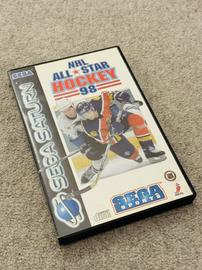 SEGA
NHL
ALL★STAR
HOCKEY
98
SEGA SATURN
SEGA
SPORTS